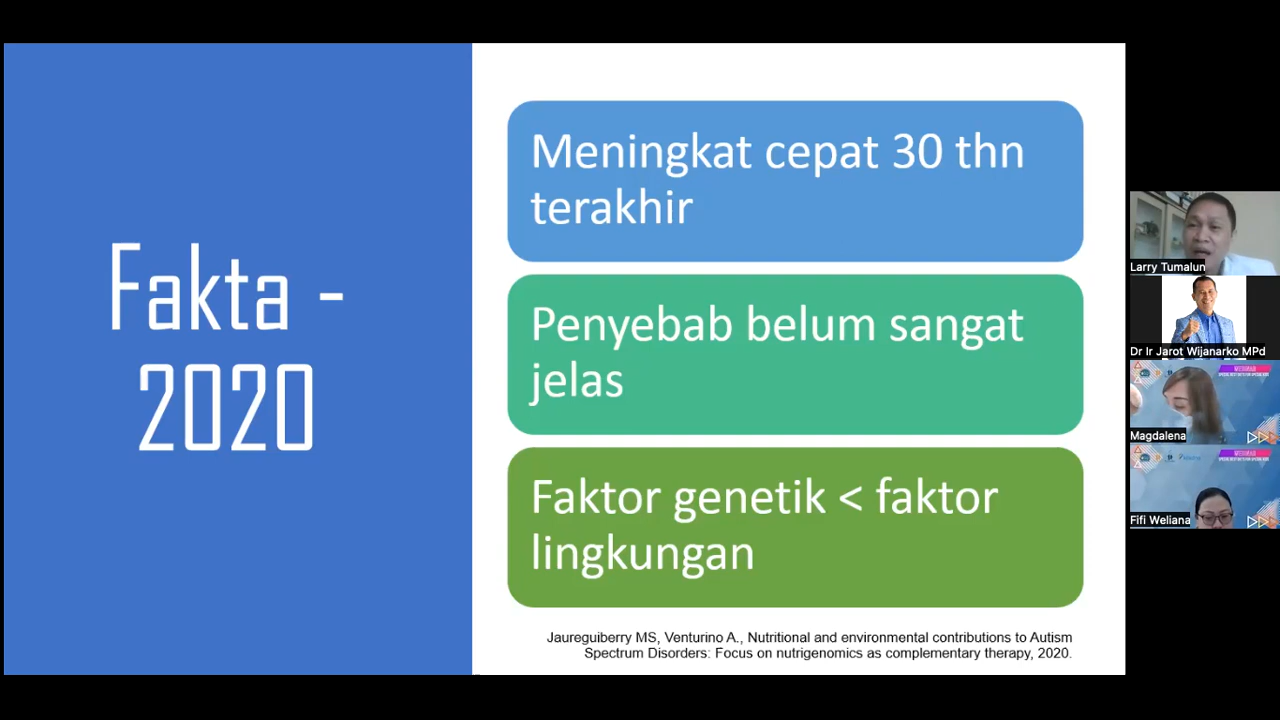 Fakta -
2020
Meningkat cepat 30 thn
terakhir
Penyebab belum sangat
jelas
Faktor genetik < faktor
lingkungan
Jaureguiberry MS, Venturino A., Nutritional and environmental contributions to Autism
Spectrum Disorders: Focus on nutrigenomics as complementary therapy, 2020.
Larry Tumalun
Dr Ir Jarot Wijanarko MPd
Magdalena
Fifi Weliana